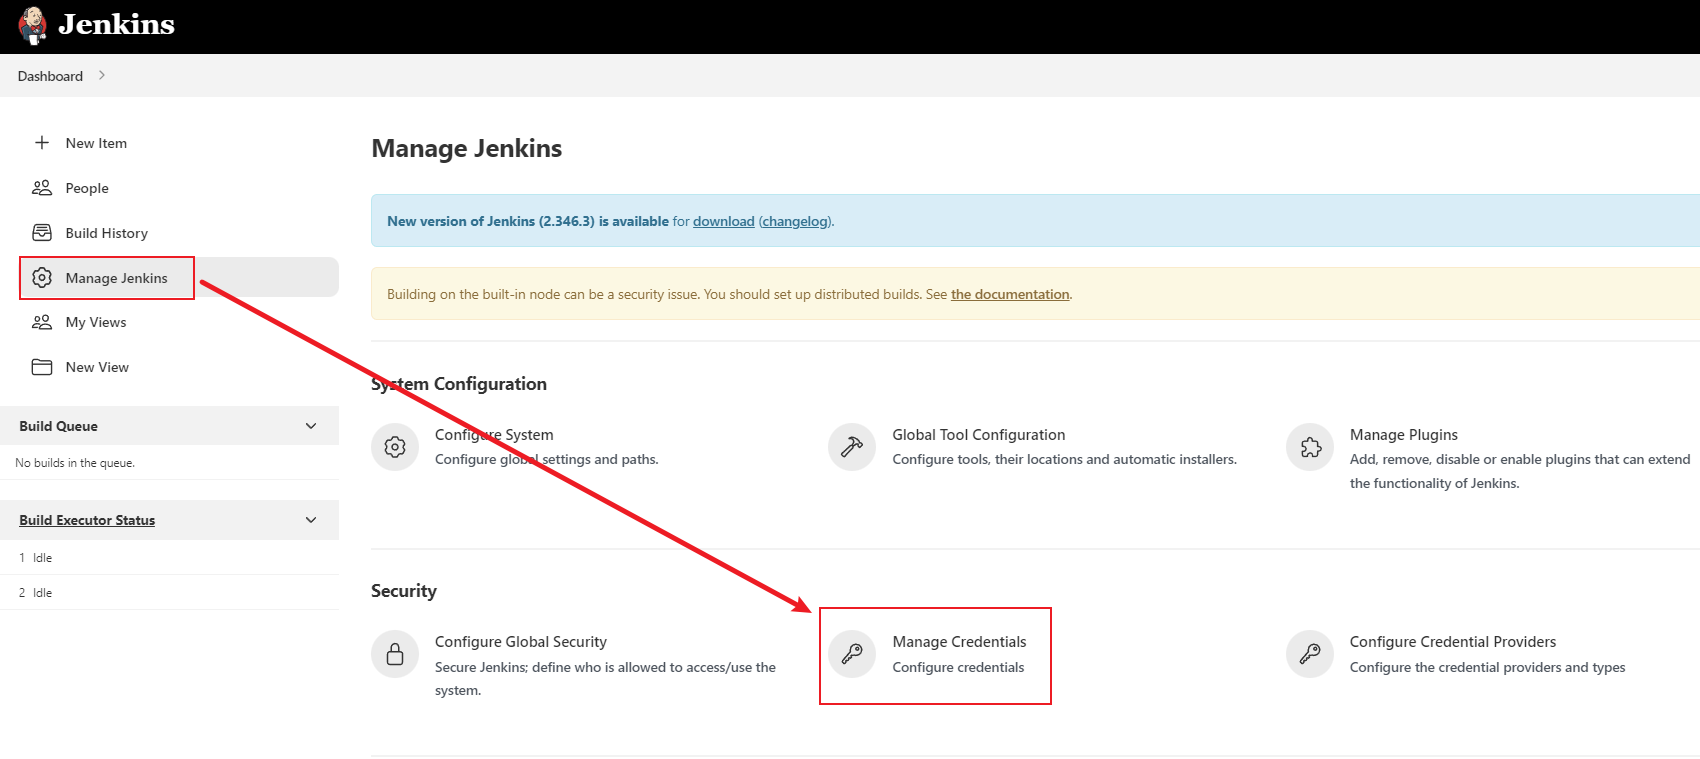 Jenkins
Dashboard
New Item
People
Build History
Manage Jenkins
My Views
New View
Build Queue
No builds in the queue.
Build Executor Status
1 Idle
2 Idle
Manage Jenkins
New version of Jenkins (2.346.3) is available for download (changelog).
Building on the built-in node can be a security issue. You should set up distributed builds. See the documentation.
System Configuration
Configure System
Configure global settings and paths.
Global Tool Configuration
Configure tools, their locations and automatic installers.
Manage Plugins
Add, remove, disable or enable plugins that can extend
the functionality of Jenkins.
Security
Configure Global Security
Secure Jenkins; define who is allowed to access/use the
system.
Manage Credentials
Configure credentials
Configure Credential Providers
Configure the credential providers and types